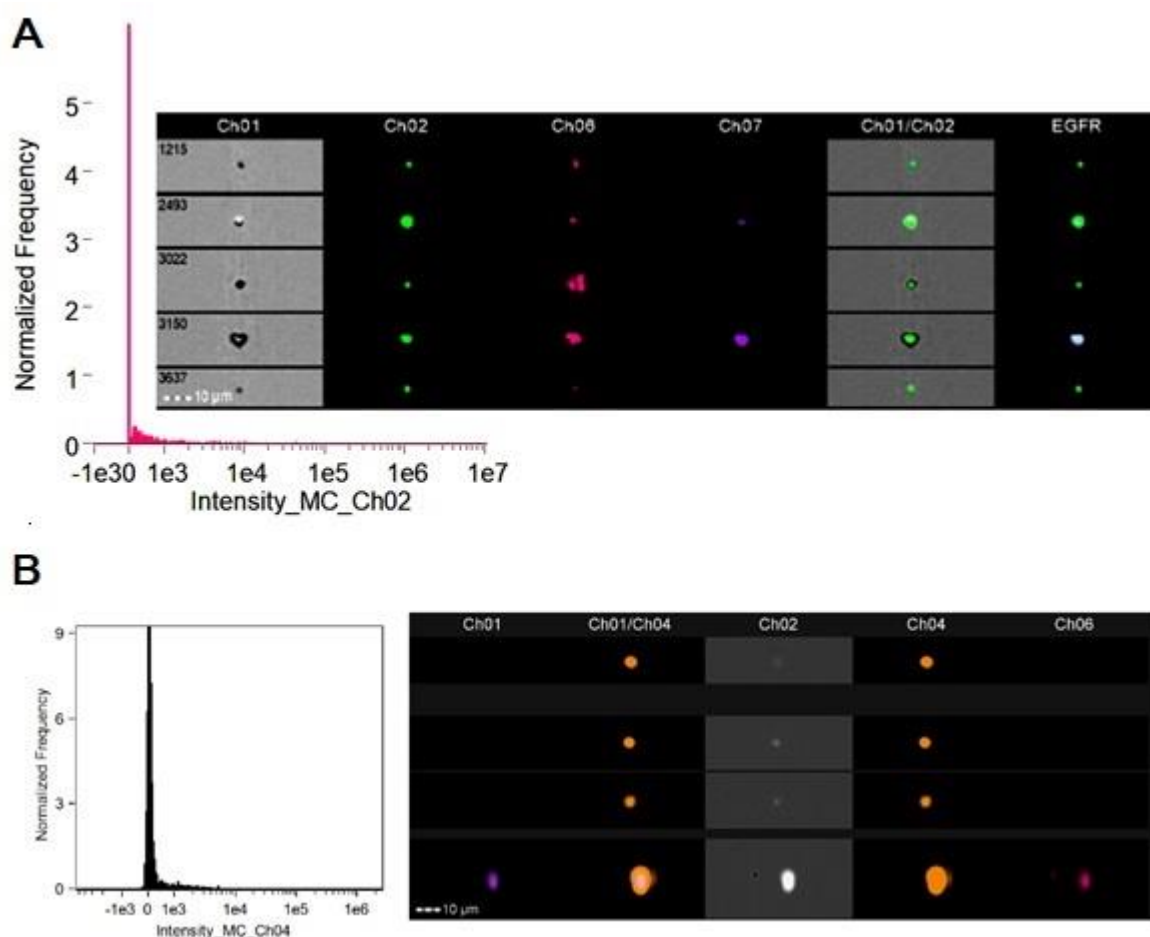 A
Normalized Frequency
5
4
3
2
1
0
-1e30 1e3 1e4 1e5 1e6 1e7
Intensity_MC_Ch02
Ch01 Ch02 Ch06 Ch07 Ch01/Ch02 EGFR
1215
2493
3022
3150
3637
10 µm
B
Normalized Frequency
9
6
3
0
-1e3 0 1e3 1e4 1e5 1e6
Intensity_MC_Ch04
Ch01 Ch01/Ch04 Ch02 Ch04 Ch06
10 µm